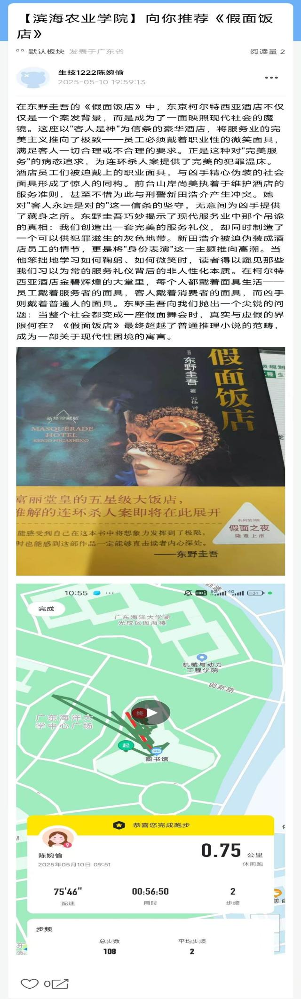 【滨海农业学院】向你推荐《假面饭
店》
默认板块 发表于广东省 阅读量 2
生技1222陈婉愉
2025-05-10 19:59:13
在东野圭吾的《假面饭店》中，东京柯尔特西亚酒店不仅
仅是一个案发背景，而是成为了一面映照现代社会的魔
镜。这座以"客人是神"为信条的豪华酒店，将服务业的完
美主义推向了极致——员工必须戴着职业性的微笑面具，
满足客人一切合理或不合理的要求。正是这种对"完美服
务"的病态追求，为连环杀人案提供了完美的犯罪温床。
酒店员工们被迫戴上的职业面具，与凶手精心伪装的社会
面具形成了惊人的同构。前台山岸尚美执着于维护酒店的
服务准则，甚至不惜为此与刑警新田浩介产生冲突。她
对"客人永远是对的"这一信条的坚守，无意间为凶手提供
了藏身之所。东野圭吾巧妙揭示了现代服务业中那个吊诡
的真相：我们创造出一套完美的服务礼仪，却同时制造了
一个可以供犯罪滋生的灰色地带。新田浩介被迫伪装成酒
店员工的情节，更是将"身份表演"这一主题推向高潮。当
他笨拙地学习如何鞠躬、如何微笑时，读者得以窥见那些
我们习以为常的服务礼仪背后的非人性化本质。在柯尔特
西亚酒店金碧辉煌的大堂里，每个人都戴着面具生活——
员工戴着服务者的面具，客人戴着消费者的面具，而凶手
则戴着普通人的面具。东野圭吾向我们抛出一个尖锐的问
题：当整个社会都变成一座假面舞会时，真实与虚假的界
限何在？《假面饭店》最终超越了普通推理小说的范畴，
成为一部关于现代性困境的寓言。
假面饭店
[日]东野圭吾 著
宋扬 译
及规划
程 生
新修珍藏版
MASQUERADE
HOTEL
KEIGO HIGASHINO
富丽堂皇的五星级大饭店，
难解的连环杀人案即将在此展开
能感受到自己在这本书中将想象力发挥到了极限，
时也能感到这部作品一定能够直击读者内心深处。
——东野圭吾
系列第3辑
假面之夜
隆重上市
10:55 ··· HD 5G 4G 31
西路
完成
广东海洋大学湖
光校区图海楼
机械与动力
工程学院
创新路
广东海洋大
学中心广场
终
起
图书馆
恭喜您完成跑步
陈婉愉
2025年05月10日 09:51
0.75 公里
休闲跑
75'46" 00:56:50 2
配速 用时 步频
美食
步频
总步数 平均步频
108 2
东
海
0